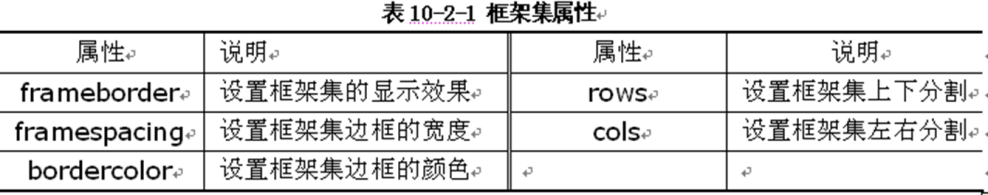 表10-2-1 框架集属性
属性 说明 属性 说明
frameborder 设置框架集的显示效果 rows 设置框架集上下分割
framespacing 设置框架集边框的宽度 cols 设置框架集左右分割
bordercolor 设置框架集边框的颜色